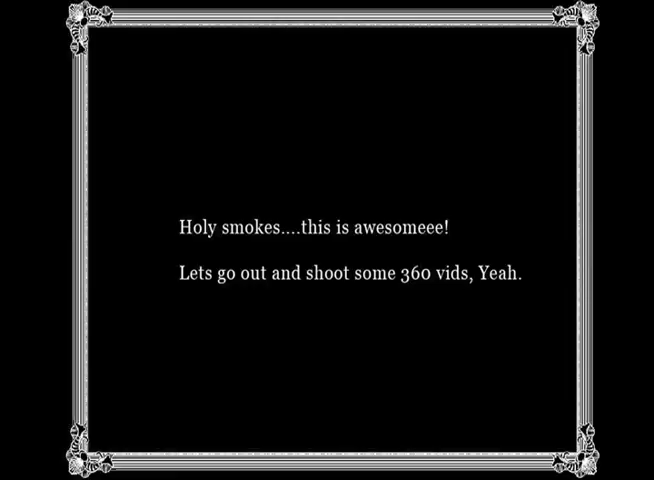 Holy smokes....this is awesomeee!
Lets go out and shoot some 360 vids, Yeah.